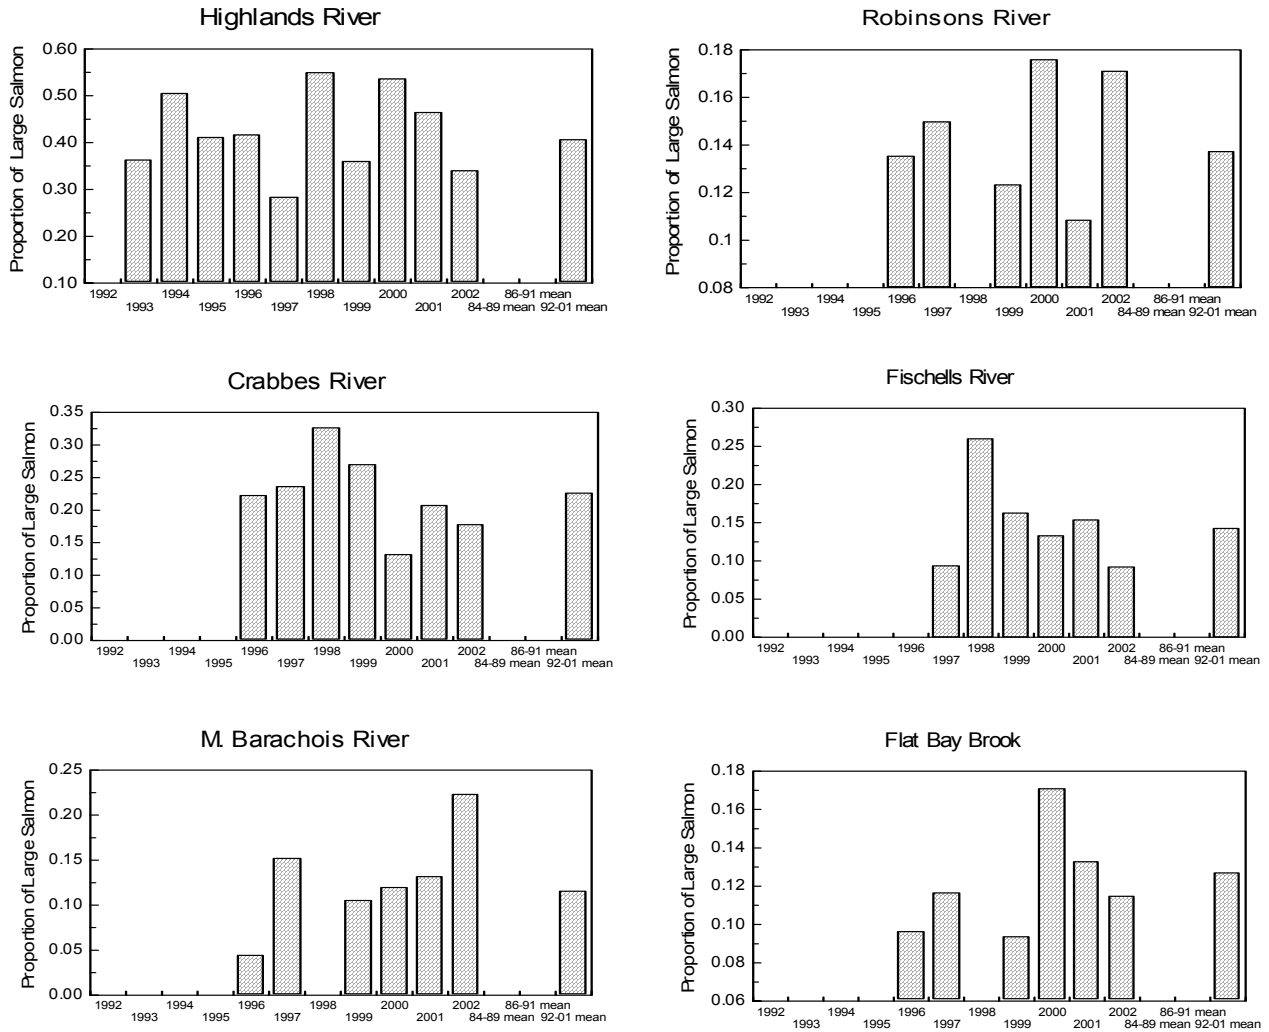 Highlands River
Proportion of Large Salmon
0.60
0.50
0.40
0.30
0.20
0.10
1992 1994 1996 1998 2000 2002 86-91 mean
1993 1995 1997 1999 2001 84-89 mean 92-01 mean
Robinsons River
Proportion of Large Salmon
0.18
0.16
0.14
0.12
0.1
0.08
1992 1994 1996 1998 2000 2002 86-91 mean
1993 1995 1997 1999 2001 84-89 mean 92-01 mean
Crabbes River
Proportion of Large Salmon
0.35
0.30
0.25
0.20
0.15
0.10
0.05
0.00
1992 1994 1996 1998 2000 2002 86-91 mean
1993 1995 1997 1999 2001 84-89 mean 92-01 mean
Fischells River
Proportion of Large Salmon
0.30
0.25
0.20
0.15
0.10
0.05
0.00
1992 1994 1996 1998 2000 2002 86-91 mean
1993 1995 1997 1999 2001 84-89 mean 92-01 mean
M. Barachois River
Proportion of Large Salmon
0.25
0.20
0.15
0.10
0.05
0.00
1992 1994 1996 1998 2000 2002 86-91 mean
1993 1995 1997 1999 2001 84-89 mean 92-01 mean
Flat Bay Brook
Proportion of Large Salmon
0.18
0.16
0.14
0.12
0.10
0.08
0.06
1992 1994 1996 1998 2000 2002 86-91 mean
1993 1995 1997 1999 2001 84-89 mean 92-01 mean